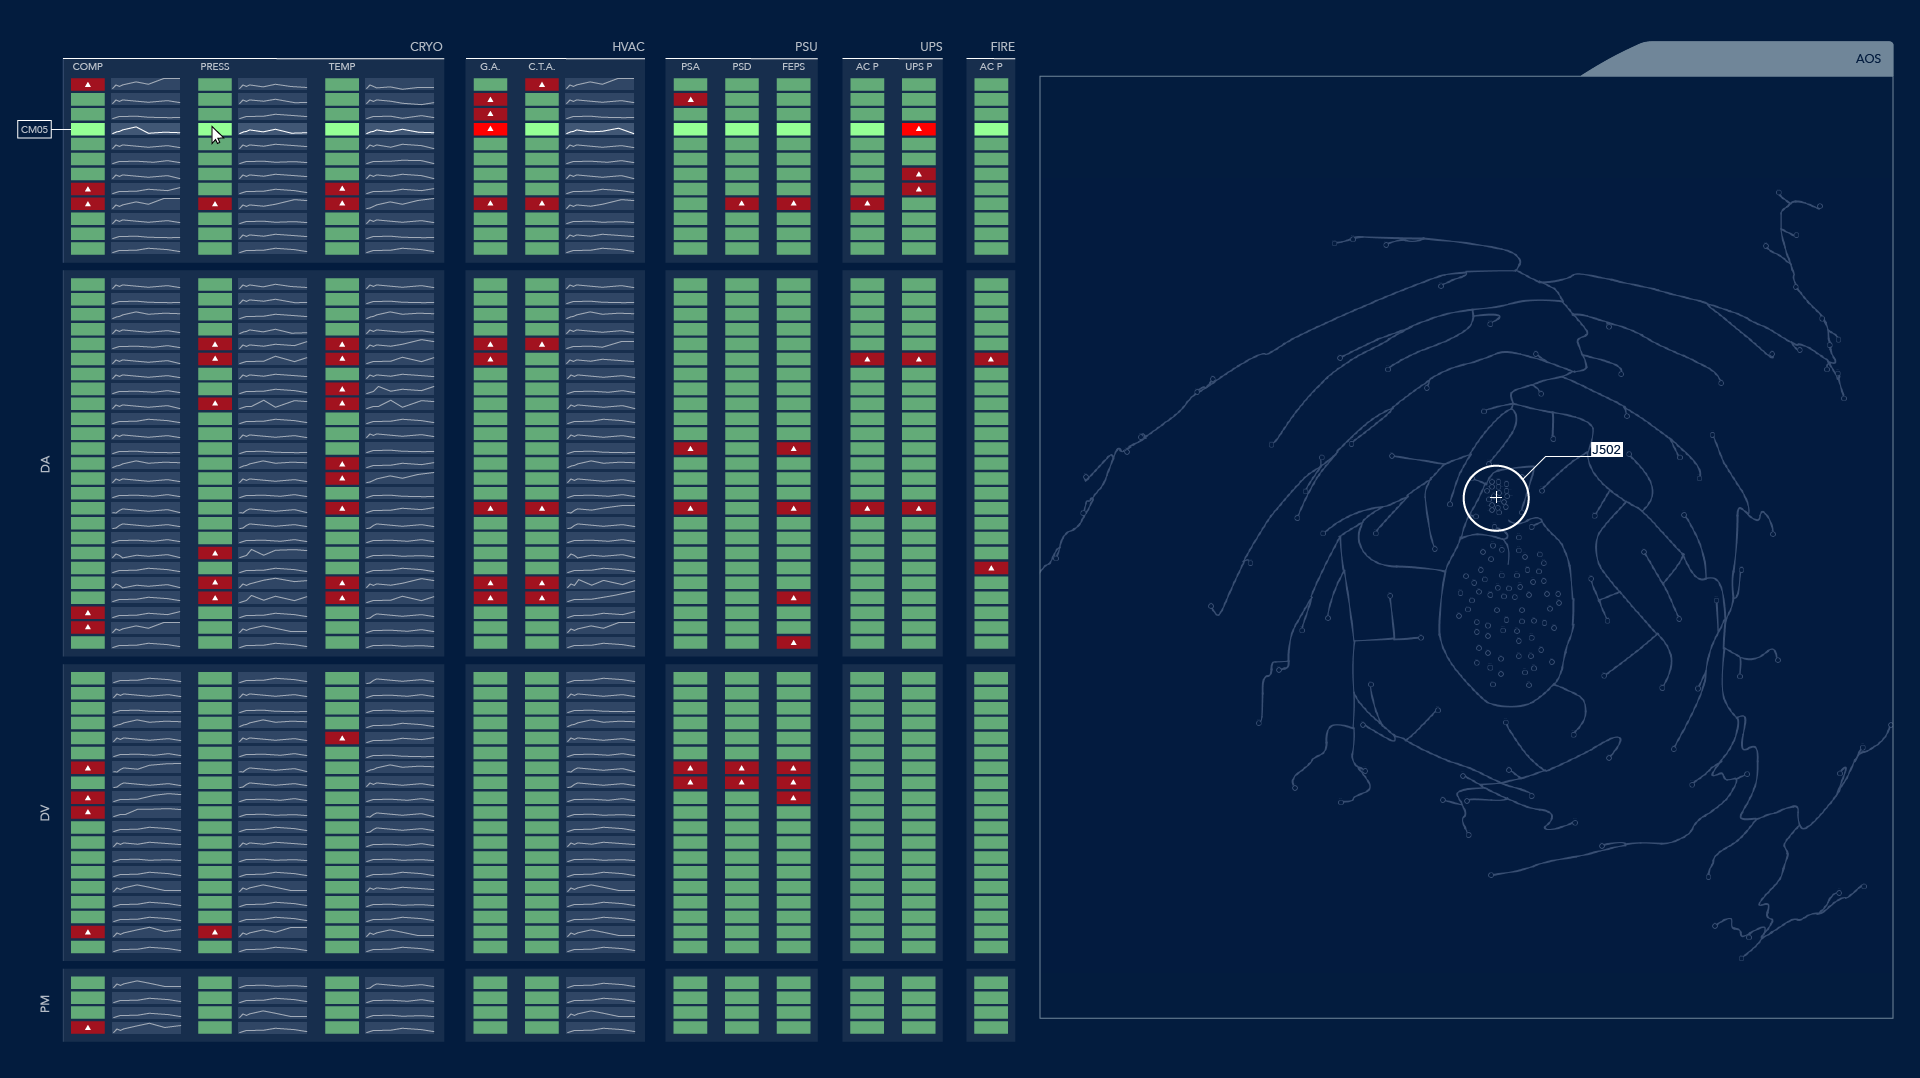 CRYO
HVAC
PSU
UPS
FIRE
AOS
COMP
PRESS
TEMP
G.A.
C.T.A.
PSA
PSD
FEPS
AC P
UPS P
AC P
CM05
J502
DA
DV
PM